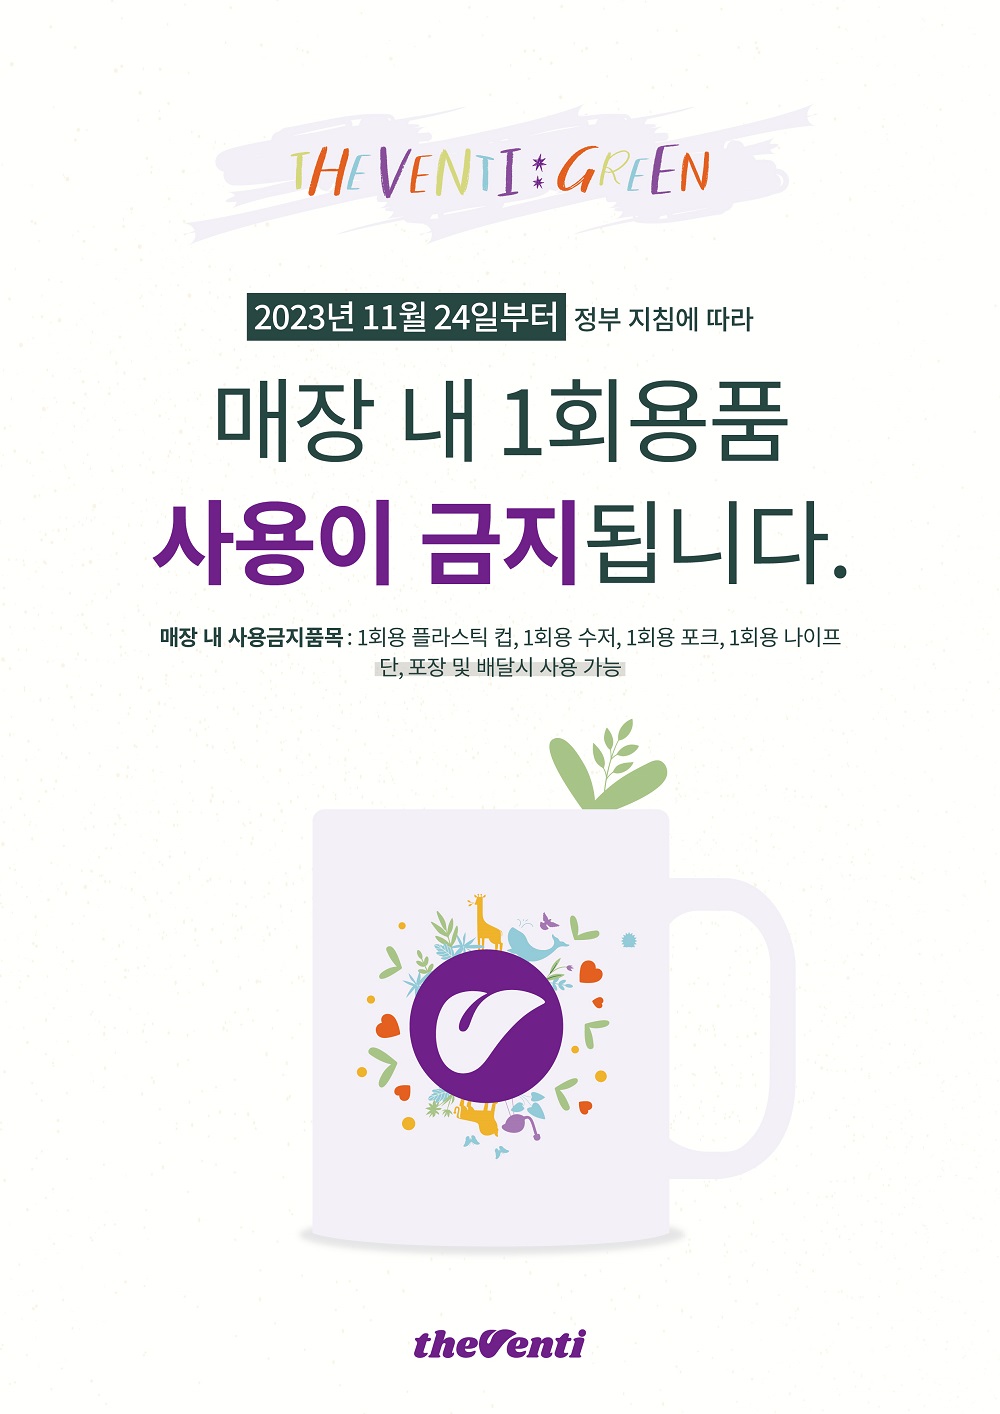 THE VENTI : GREEN
2023년 11월 24일부터 정부 지침에 따라
매장 내 1회용품
사용이 금지됩니다.
매장 내 사용금지품목 : 1회용 플라스틱 컵, 1회용 수저, 1회용 포크, 1회용 나이프
단, 포장 및 배달시 사용 가능
theVenti